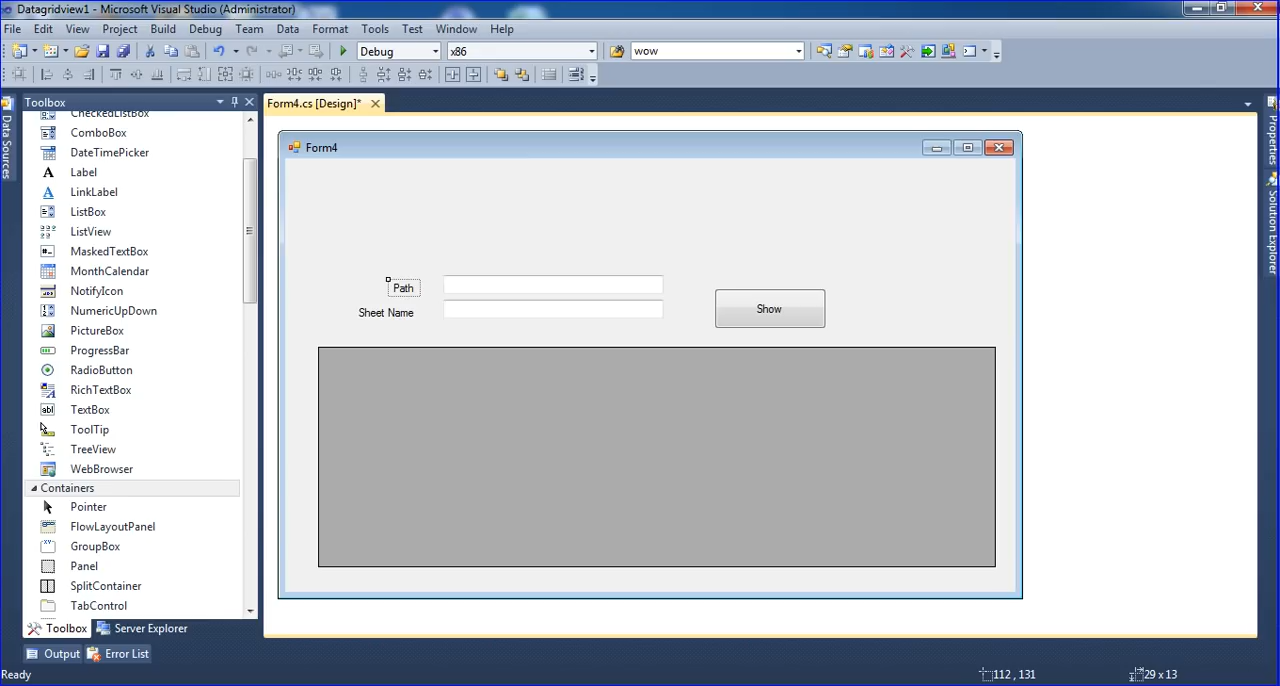 Datagridview1 - Microsoft Visual Studio (Administrator)
File Edit View Project Build Debug Team Data Format Tools Test Window Help
Debug x86 wow
Toolbox
Form4.cs [Design]*
Data Sources
Properties
Solution Explorer
CheckedListBox
ComboBox
DateTimePicker
Label
LinkLabel
ListBox
ListView
MaskedTextBox
MonthCalendar
NotifyIcon
NumericUpDown
PictureBox
ProgressBar
RadioButton
RichTextBox
TextBox
ToolTip
TreeView
WebBrowser
Containers
Pointer
FlowLayoutPanel
GroupBox
Panel
SplitContainer
TabControl
Form4
Path
Sheet Name
Show
Toolbox Server Explorer
Output Error List
Ready 112 , 131 29 x 13